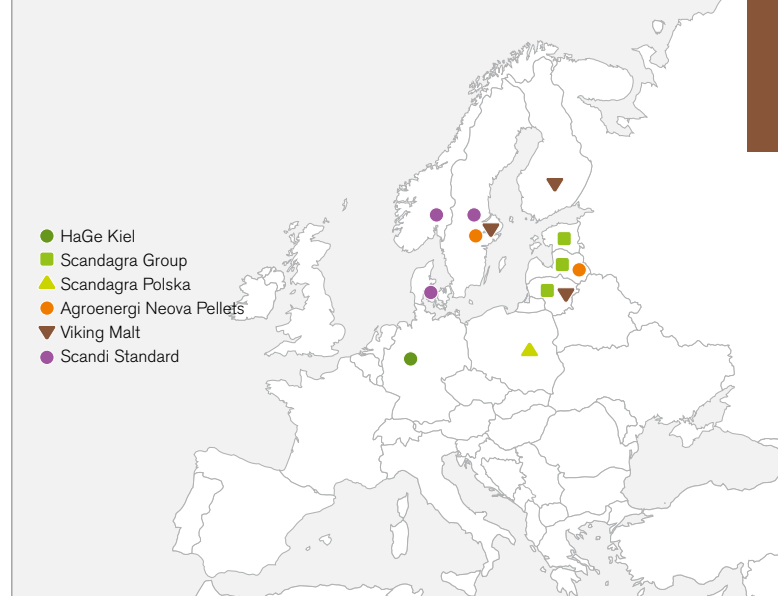 HaGe Kiel
Scandagra Group
Scandagra Polska
Agroenergi Neova Pellets
Viking Malt
Scandi Standard